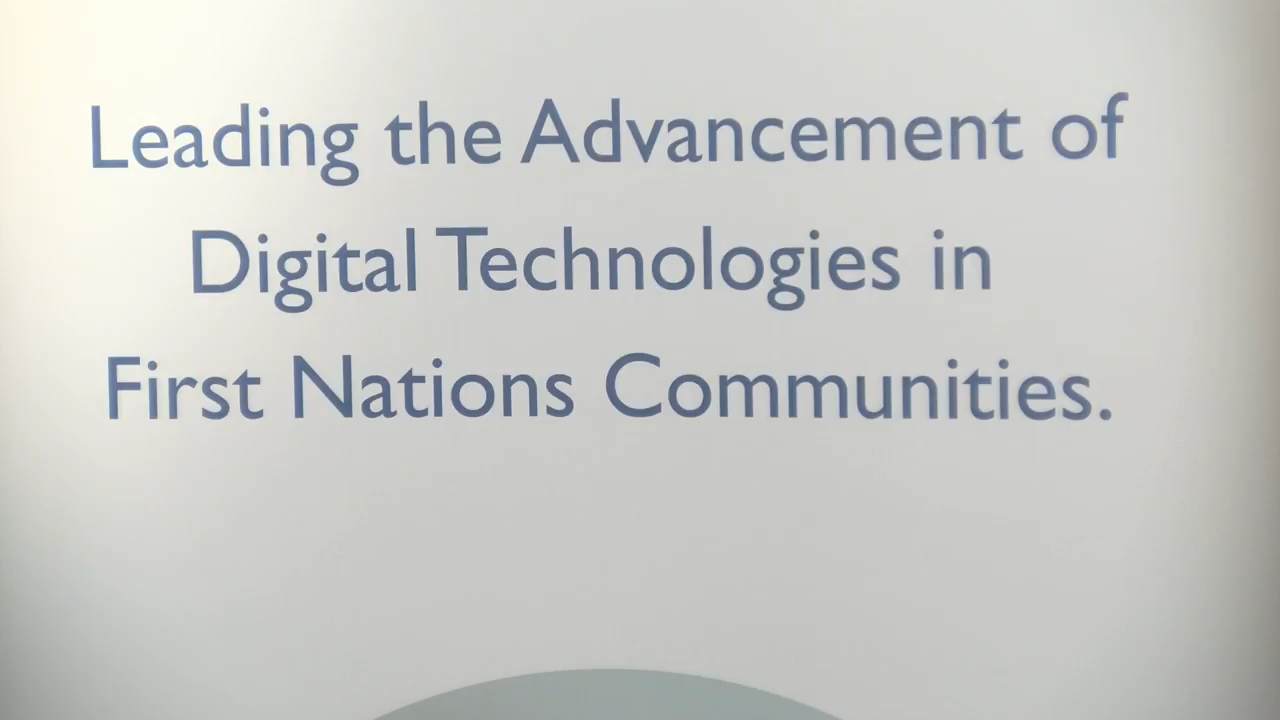 Leading the Advancement of
Digital Technologies in
First Nations Communities.